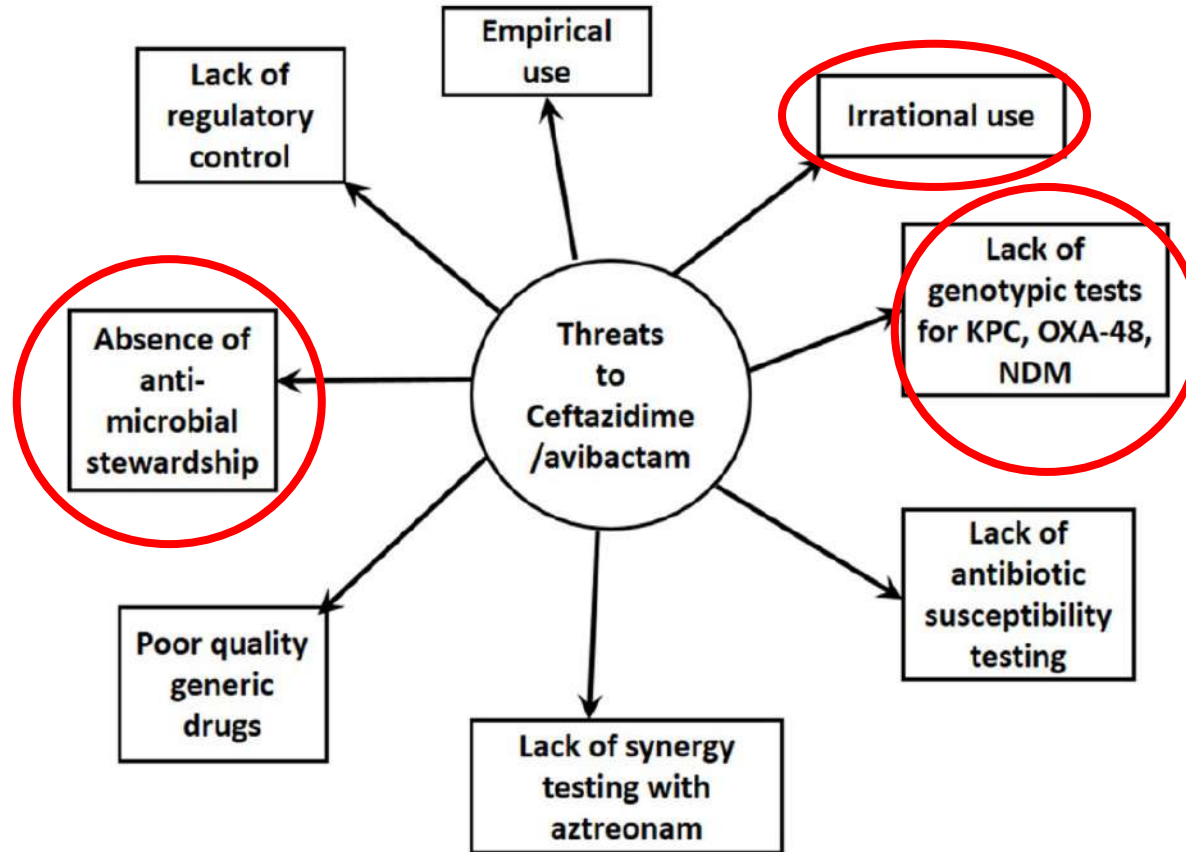 Empirical
use
Lack of
regulatory
control
Irrational use
Lack of
genotypic tests
for KPC, OXA-48,
NDM
Absence of
anti-
microbial
stewardship
Threats
to
Ceftazidime
/avibactam
Lack of
antibiotic
susceptibility
testing
Poor quality
generic
drugs
Lack of synergy
testing with
aztreonam